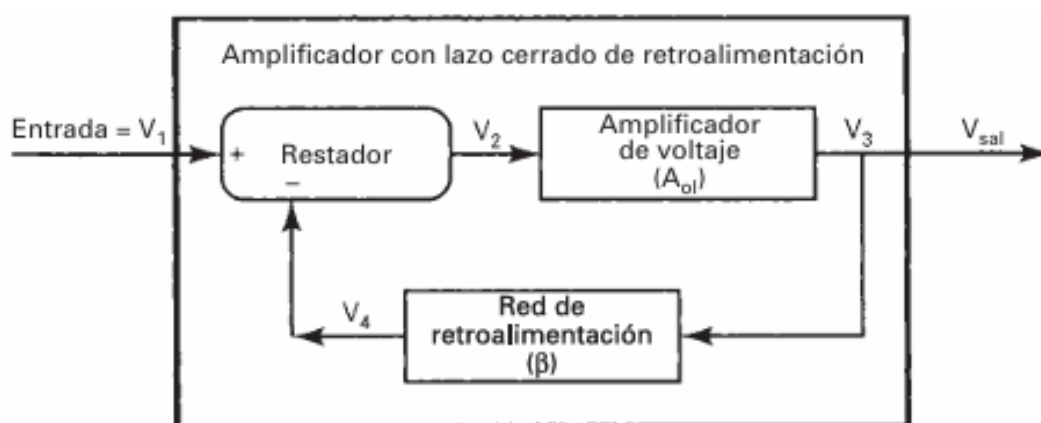 Amplificador con lazo cerrado de retroalimentación
Entrada = V₁
+
Restador
−
V₂
Amplificador
de voltaje
(Aₒₗ)
V₃
Vsal
V₄
Red de
retroalimentación
(β)